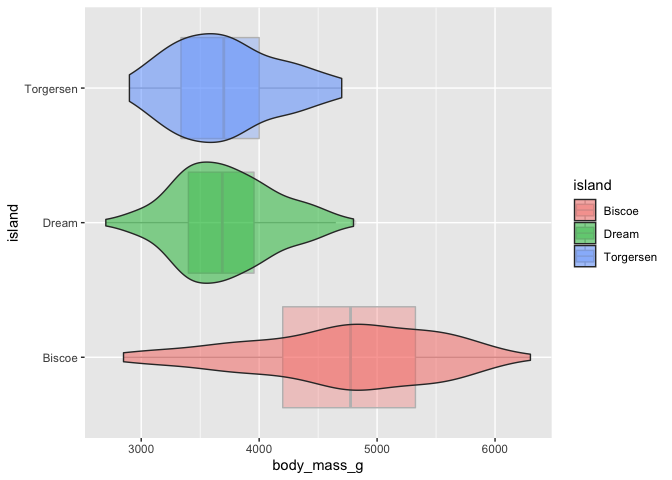 Torgersen
Dream
Biscoe
island
3000 4000 5000 6000
body_mass_g
island
Biscoe
Dream
Torgersen